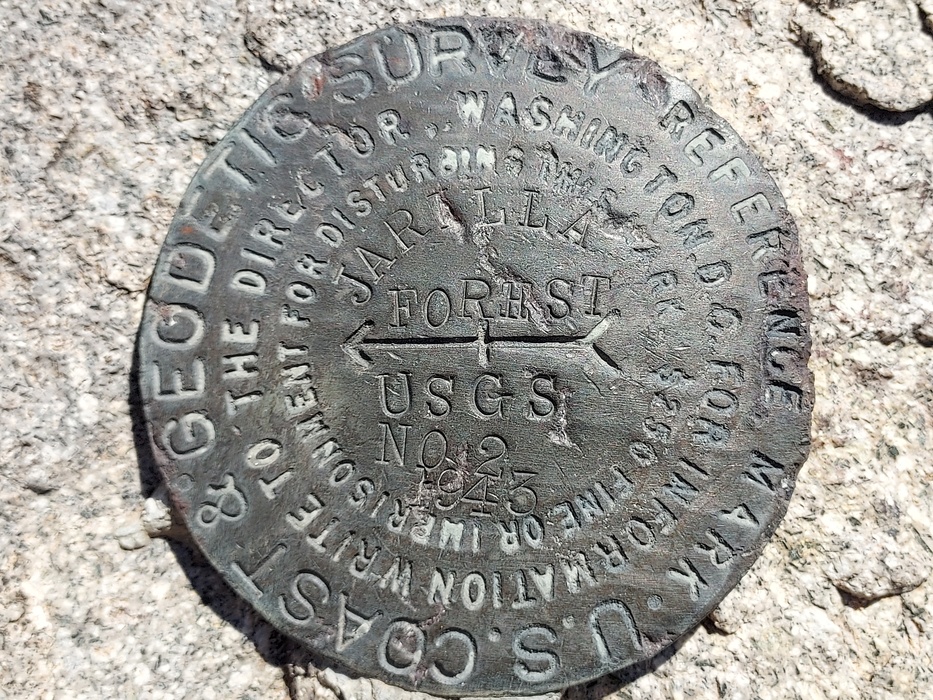 U.S. COAST & GEODETIC SURVEY REFERENCE MARK
WRITE TO THE DIRECTOR, WASHINGTON, D.C. FOR INFORMATION
$250 FINE OR IMPRISONMENT FOR DISTURBING THIS MARK
JARILLA
FOREST
USGS
NO. 2
1943